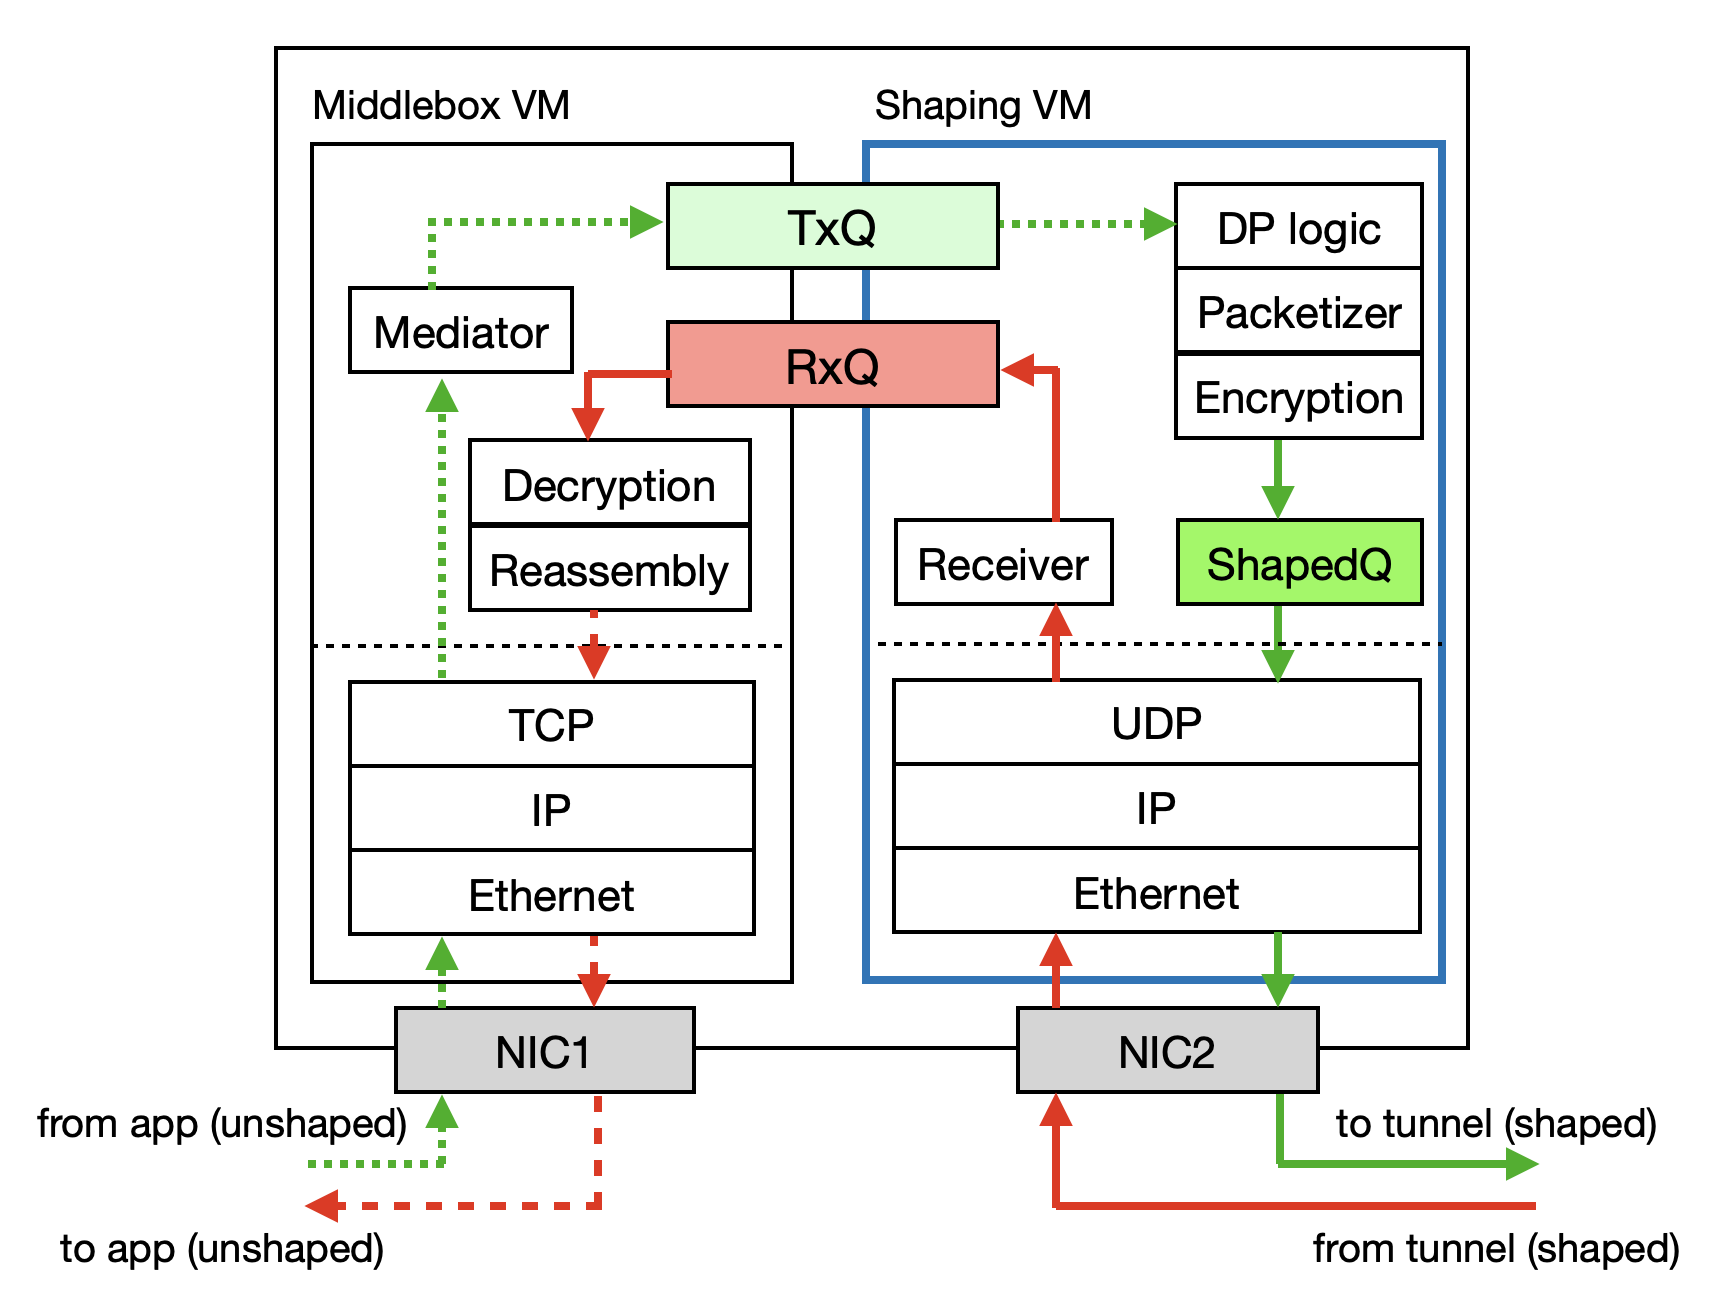 Middlebox VM
Shaping VM
TxQ
DP logic
Packetizer
Encryption
Mediator
RxQ
Decryption
Reassembly
Receiver
ShapedQ
TCP
IP
Ethernet
UDP
IP
Ethernet
NIC1
NIC2
from app (unshaped)
to app (unshaped)
to tunnel (shaped)
from tunnel (shaped)